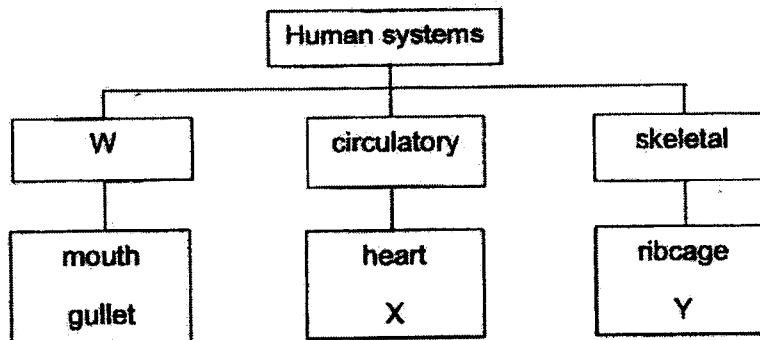 Human systems
W
circulatory
skeletal
mouth
gullet
heart
X
ribcage
Y